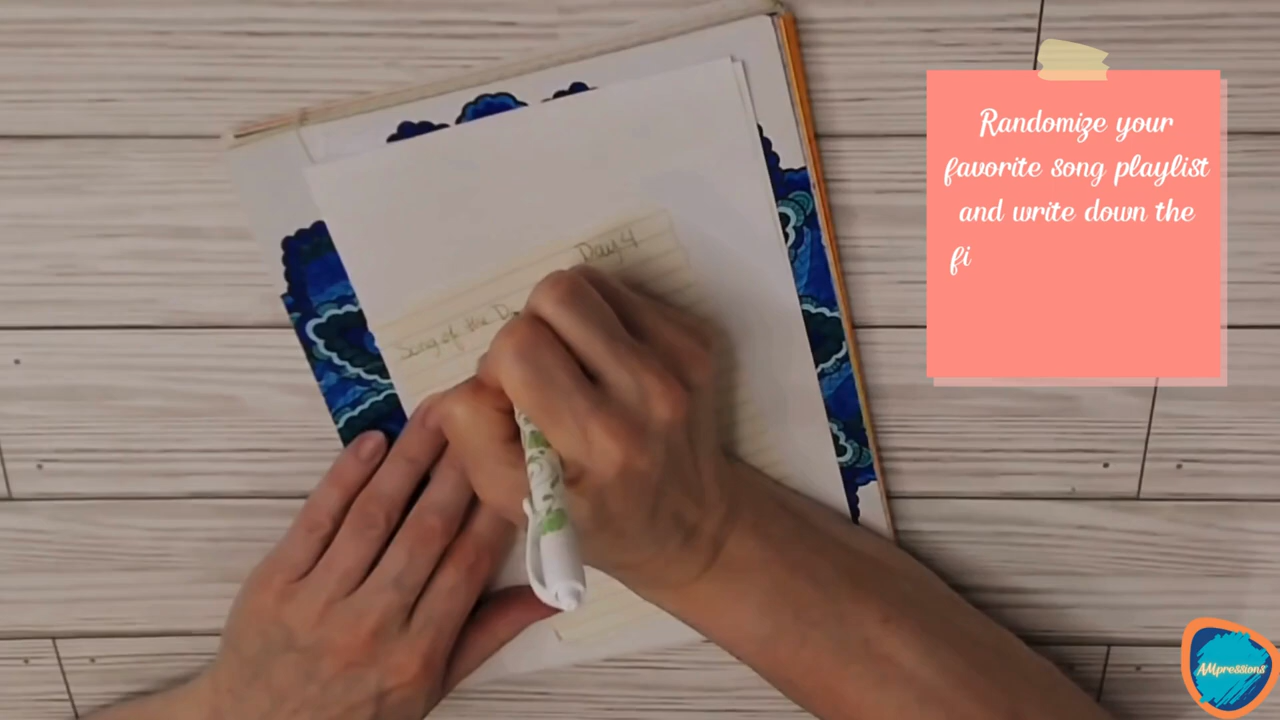 Randomize your
favorite song playlist
and write down the
fi
Day 4
Song of the D
AMpressions